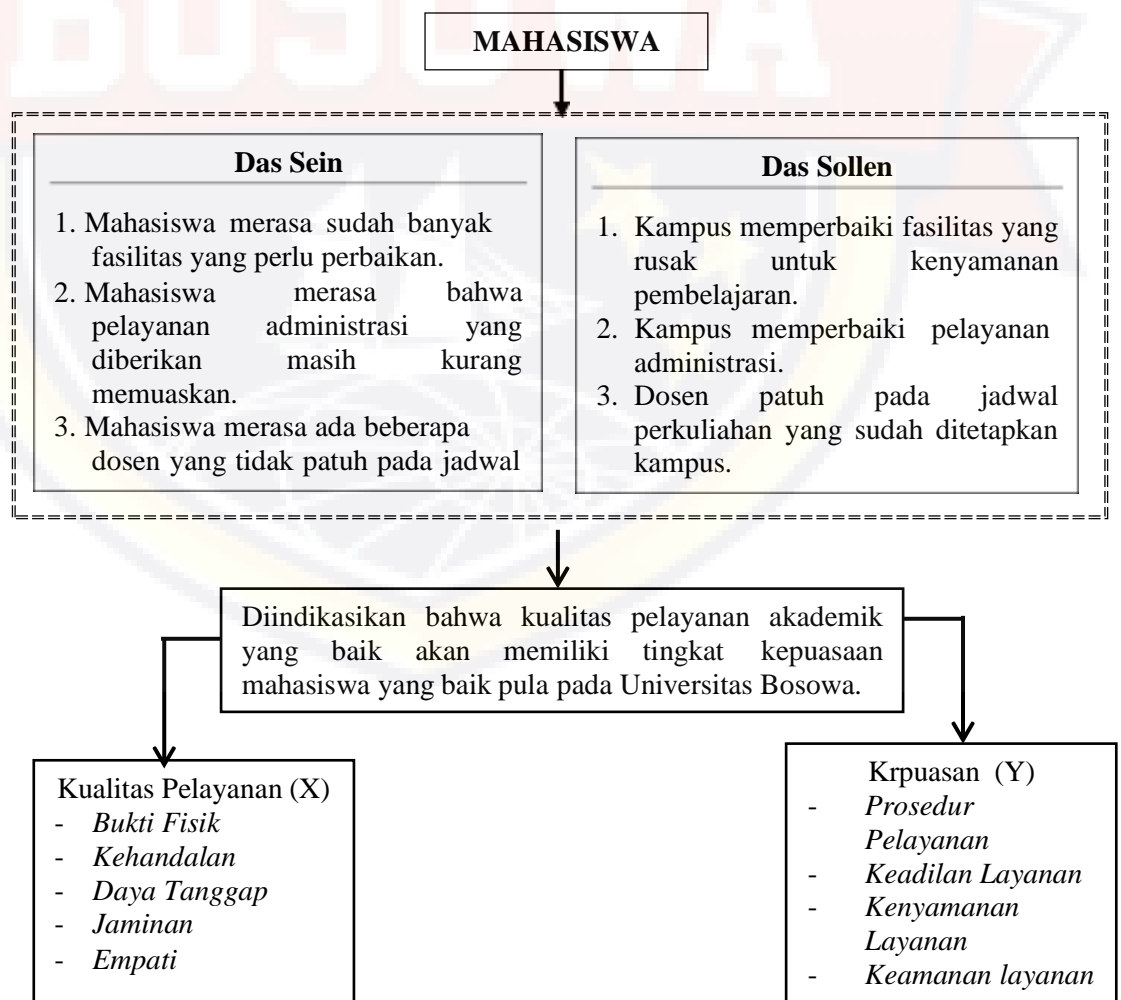 BOSOWA
MAHASISWA
Das Sein
1. Mahasiswa merasa sudah banyak
fasilitas yang perlu perbaikan.
2. Mahasiswa merasa bahwa
pelayanan administrasi yang
diberikan masih kurang
memuaskan.
3. Mahasiswa merasa ada beberapa
dosen yang tidak patuh pada jadwal
Das Sollen
1. Kampus memperbaiki fasilitas yang
rusak untuk kenyamanan
pembelajaran.
2. Kampus memperbaiki pelayanan
administrasi.
3. Dosen patuh pada jadwal
perkuliahan yang sudah ditetapkan
kampus.
Diindikasikan bahwa kualitas pelayanan akademik
yang baik akan memiliki tingkat kepuasaan
mahasiswa yang baik pula pada Universitas Bosowa.
Kualitas Pelayanan (X)
- Bukti Fisik
- Kehandalan
- Daya Tanggap
- Jaminan
- Empati
Krpuasan (Y)
- Prosedur
Pelayanan
- Keadilan Layanan
- Kenyamanan
Layanan
- Keamanan layanan